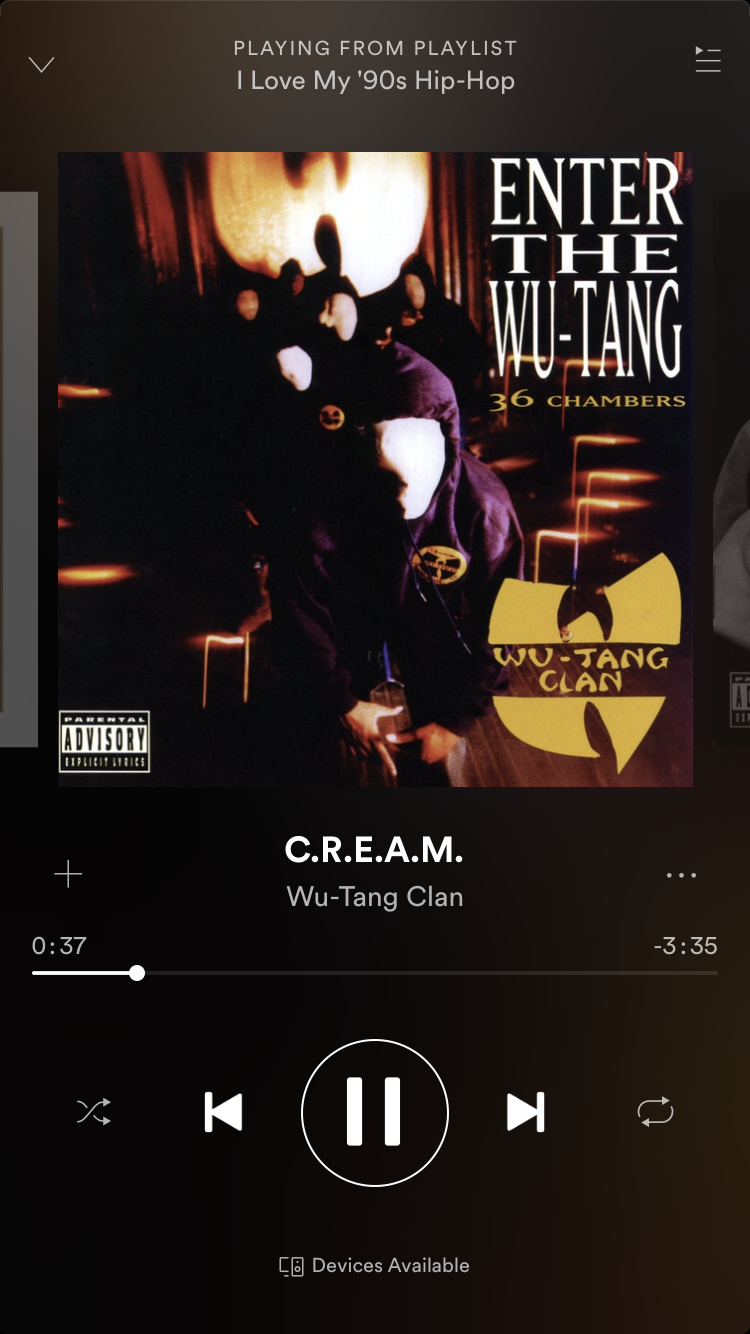 PLAYING FROM PLAYLIST
I Love My '90s Hip-Hop
ENTER
THE
WU-TANG
36 CHAMBERS
WU-TANG
CLAN
PARENTAL
ADVISORY
EXPLICIT LYRICS
C.R.E.A.M.
Wu-Tang Clan
0:37
-3:35
Devices Available